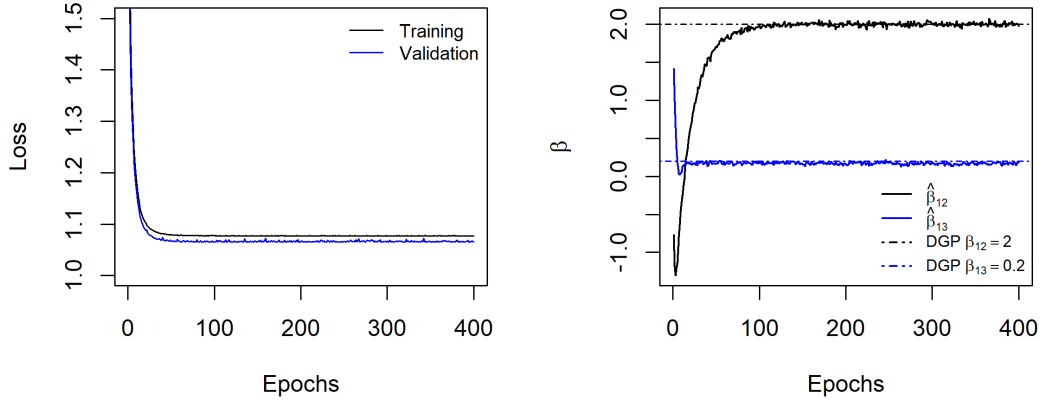 Training
Validation
1.5
1.4
1.3
1.2
1.1
1.0
Loss
0 100 200 300 400
Epochs
2.0
1.0
0.0
-1.0
β
β̂₁₂
β̂₁₃
DGP β₁₂ = 2
DGP β₁₃ = 0.2
0 100 200 300 400
Epochs